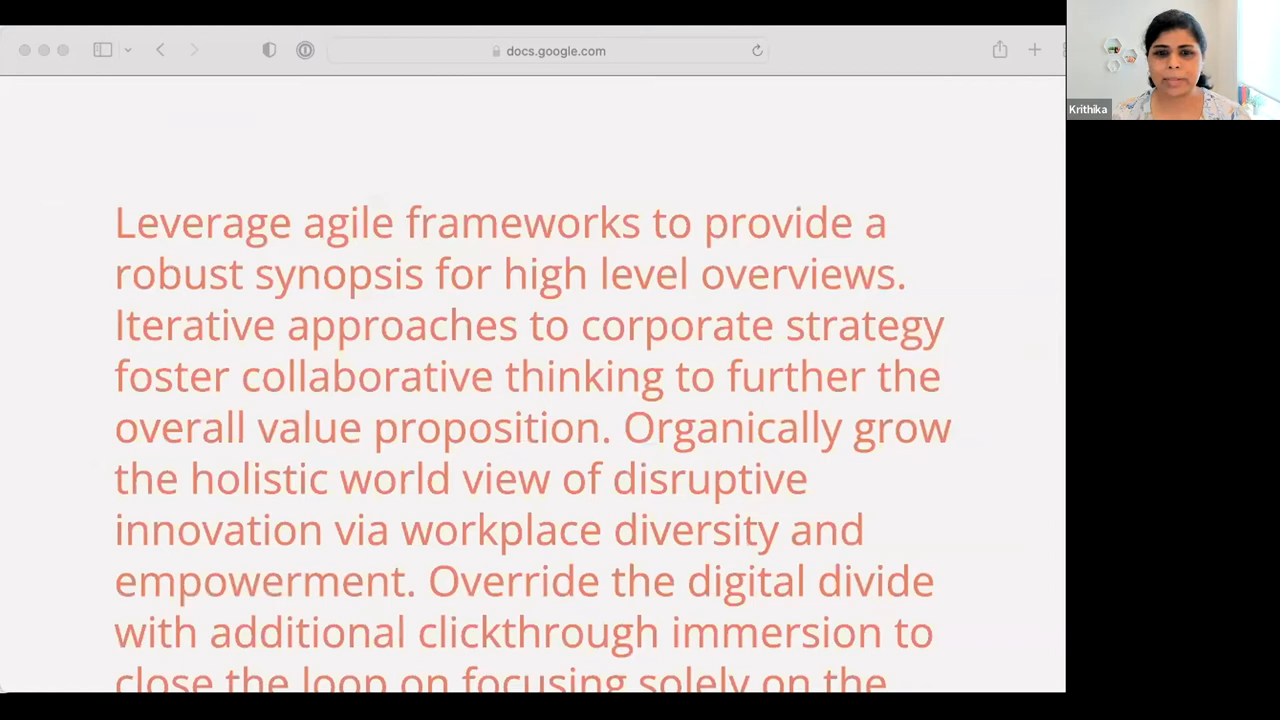 docs.google.com
Krithika
Leverage agile frameworks to provide a
robust synopsis for high level overviews.
Iterative approaches to corporate strategy
foster collaborative thinking to further the
overall value proposition. Organically grow
the holistic world view of disruptive
innovation via workplace diversity and
empowerment. Override the digital divide
with additional clickthrough immersion to
close the loop on focusing solely on the